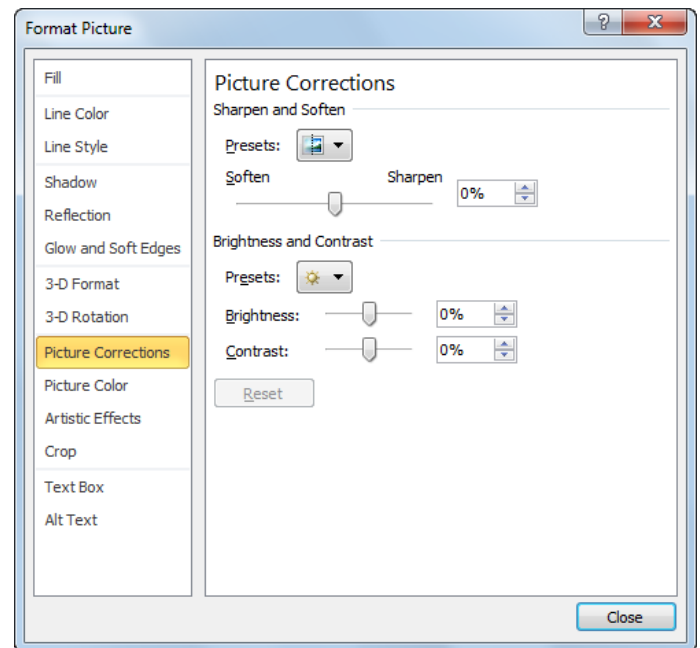 Format Picture
Fill
Line Color
Line Style
Shadow
Reflection
Glow and Soft Edges
3-D Format
3-D Rotation
Picture Corrections
Picture Color
Artistic Effects
Crop
Text Box
Alt Text
Picture Corrections
Sharpen and Soften
Presets:
Soften Sharpen
0%
Brightness and Contrast
Presets:
Brightness: 0%
Contrast: 0%
Reset
Close